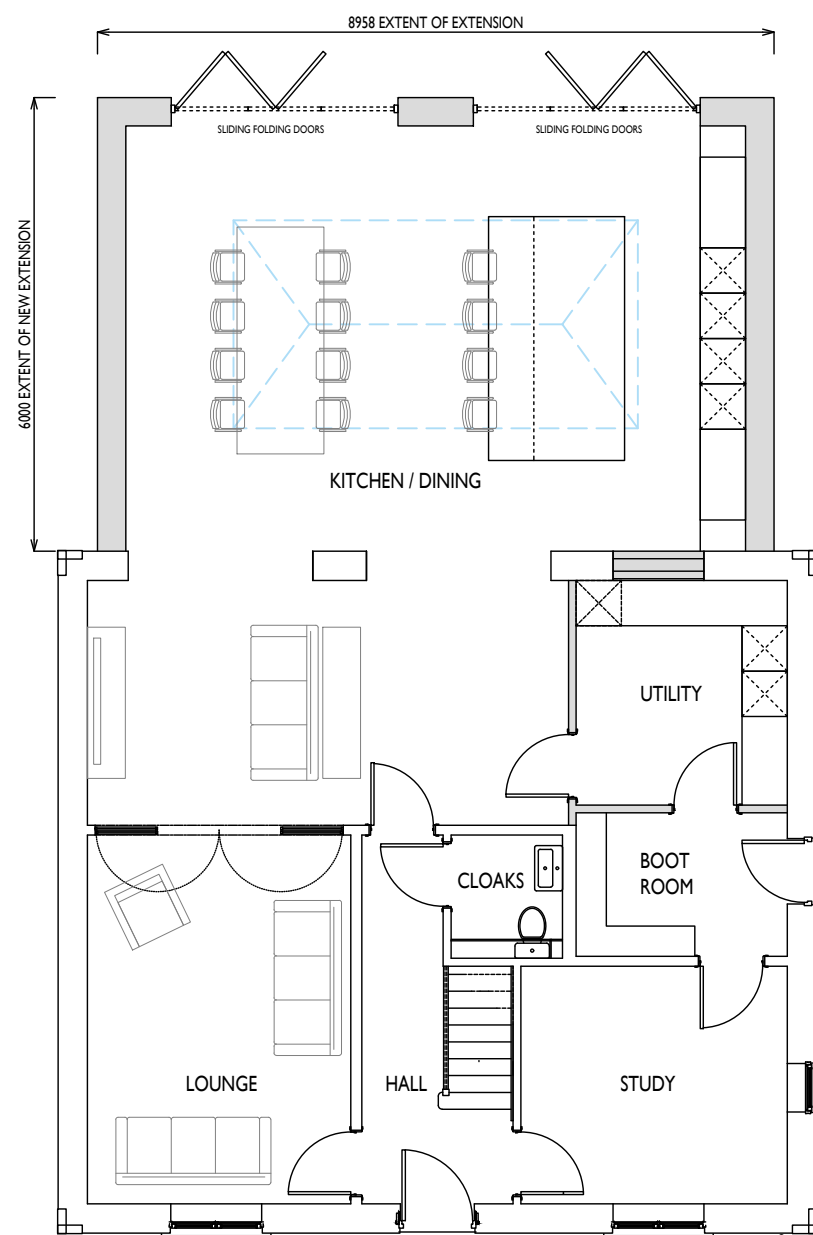 8958 EXTENT OF EXTENSION
SLIDING FOLDING DOORS
SLIDING FOLDING DOORS
6000 EXTENT OF NEW EXTENSION
KITCHEN / DINING
UTILITY
BOOT
ROOM
CLOAKS
LOUNGE
HALL
STUDY